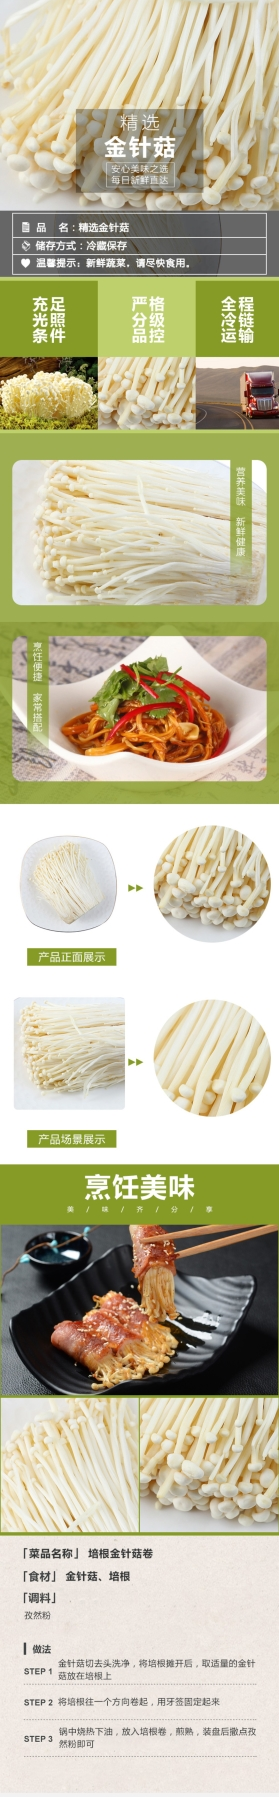 精选
金针菇
安心美味之选
每日新鲜直达
品 名：精选金针菇
储存方式：冷藏保存
温馨提示：新鲜蔬菜，请尽快食用。
充足
光照
条件
严格
分级
品控
全程
冷链
运输
营养美味 新鲜健康
烹饪便捷 家常搭配
产品正面展示
产品场景展示
烹饪美味
美/味/齐/分/享
「菜品名称」 培根金针菇卷
「食材」 金针菇、培根
「调料」
孜然粉
做法
STEP 1 金针菇切去头洗净，将培根摊开后，取适量的金针
菇放在培根上
STEP 2 将培根往一个方向卷起，用牙签固定起来
STEP 3 锅中烧热下油，放入培根卷，煎熟，装盘后撒点孜
然粉即可